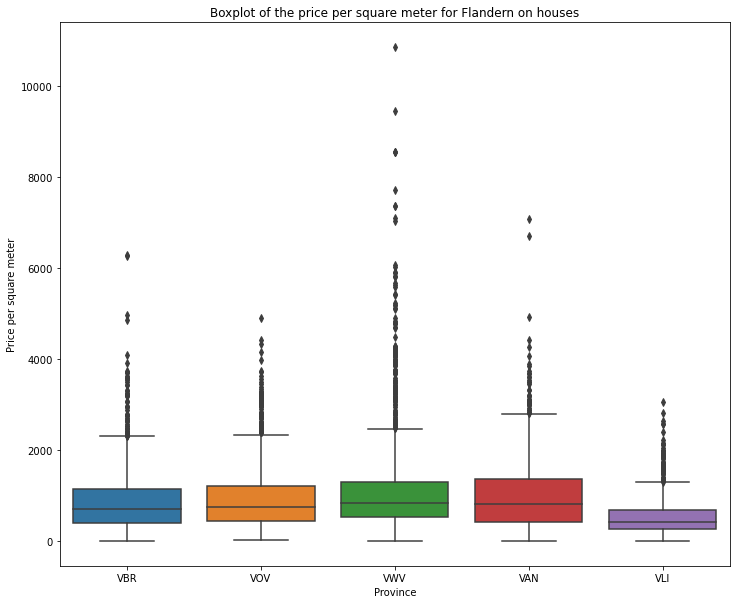 Boxplot of the price per square meter for Flandern on houses
10000
8000
6000
4000
2000
0
Price per square meter
VBR
VOV
VWV
VAN
VLI
Province